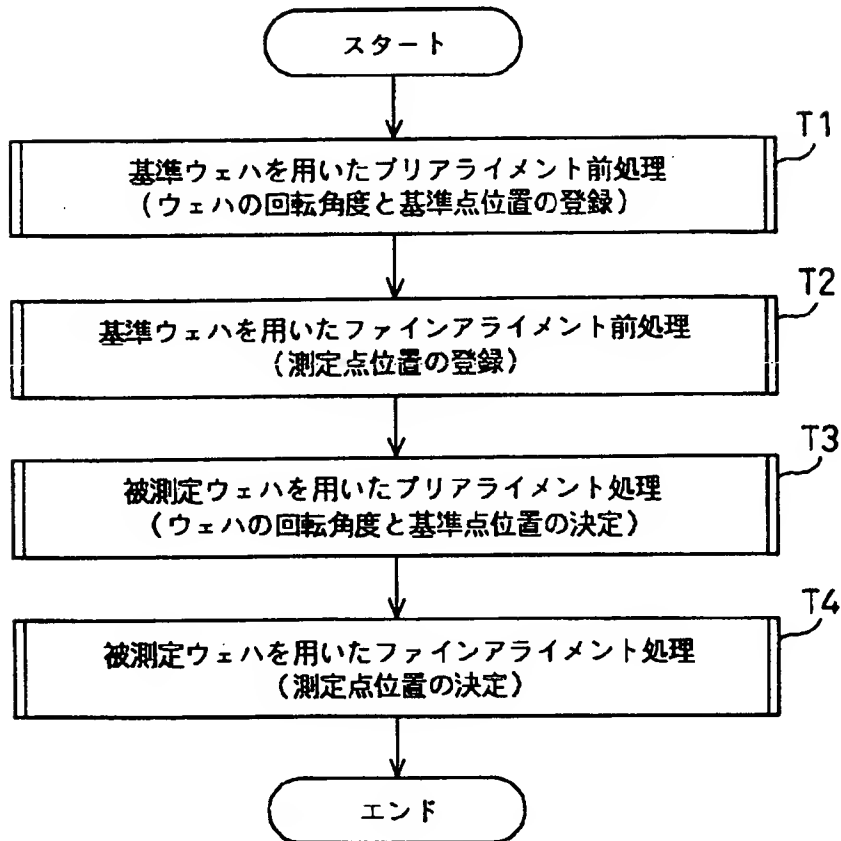 スタート
T1
基準ウェハを用いたプリアライメント前処理
(ウェハの回転角度と基準点位置の登録)
T2
基準ウェハを用いたファインアライメント前処理
(測定点位置の登録)
T3
被測定ウェハを用いたプリアライメント処理
(ウェハの回転角度と基準点位置の決定)
T4
被測定ウェハを用いたファインアライメント処理
(測定点位置の決定)
エンド